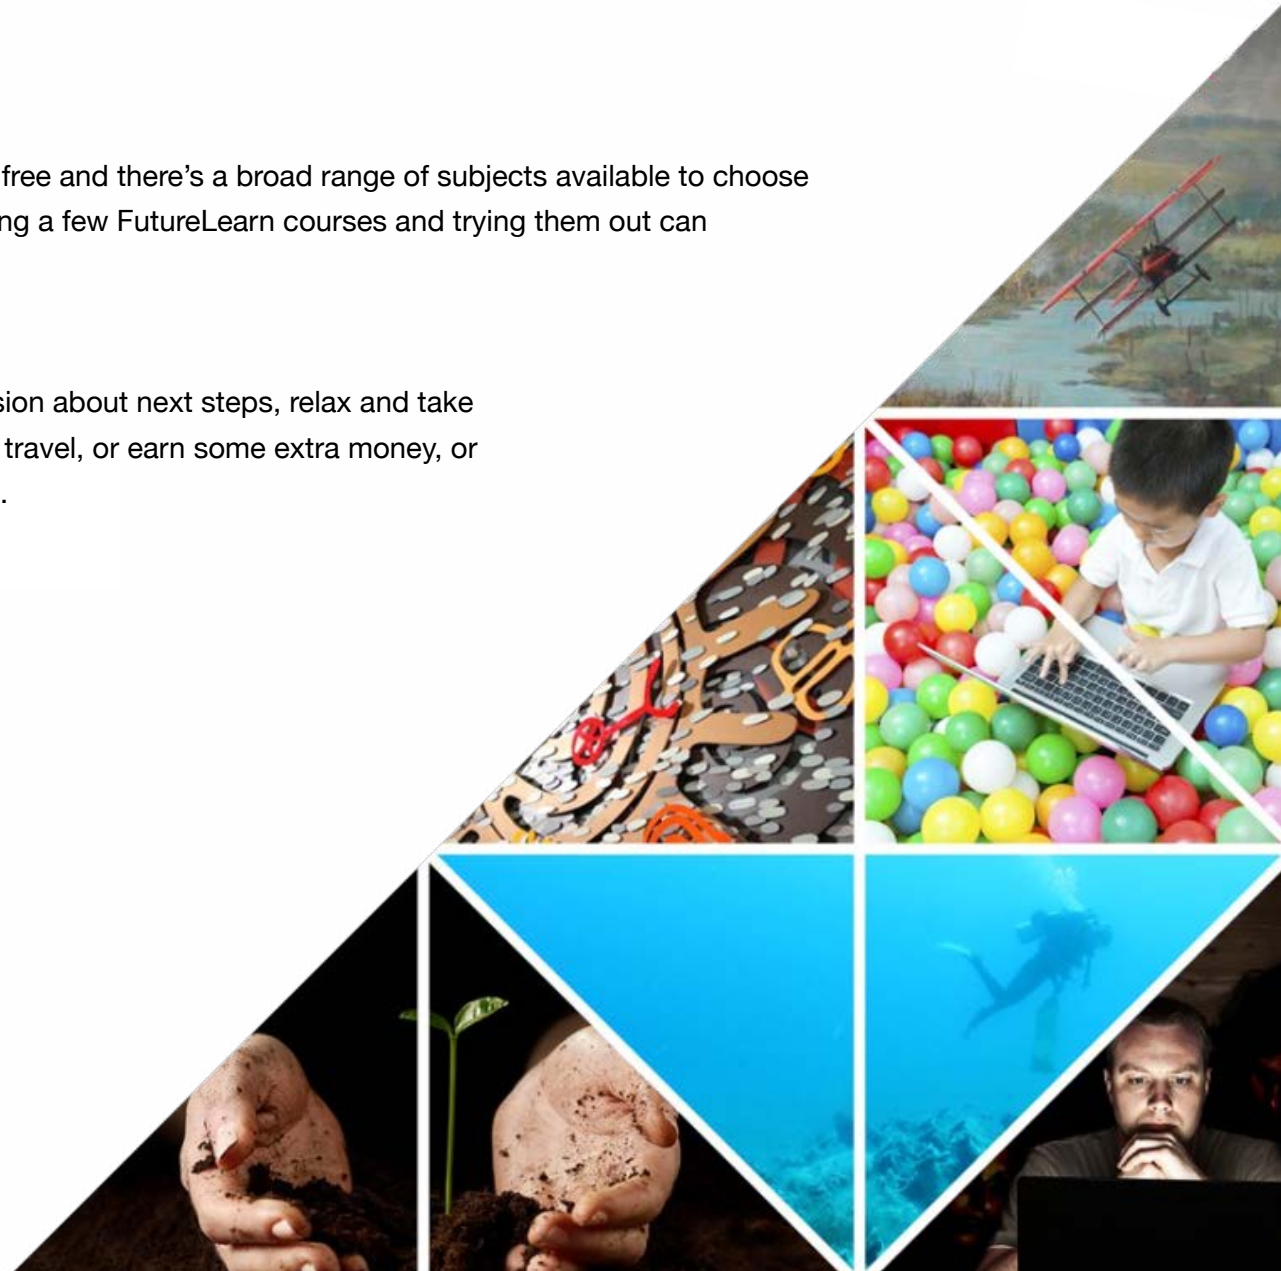 free and there’s a broad range of subjects available to choose
ng a few FutureLearn courses and trying them out can
sion about next steps, relax and take
travel, or earn some extra money, or
.